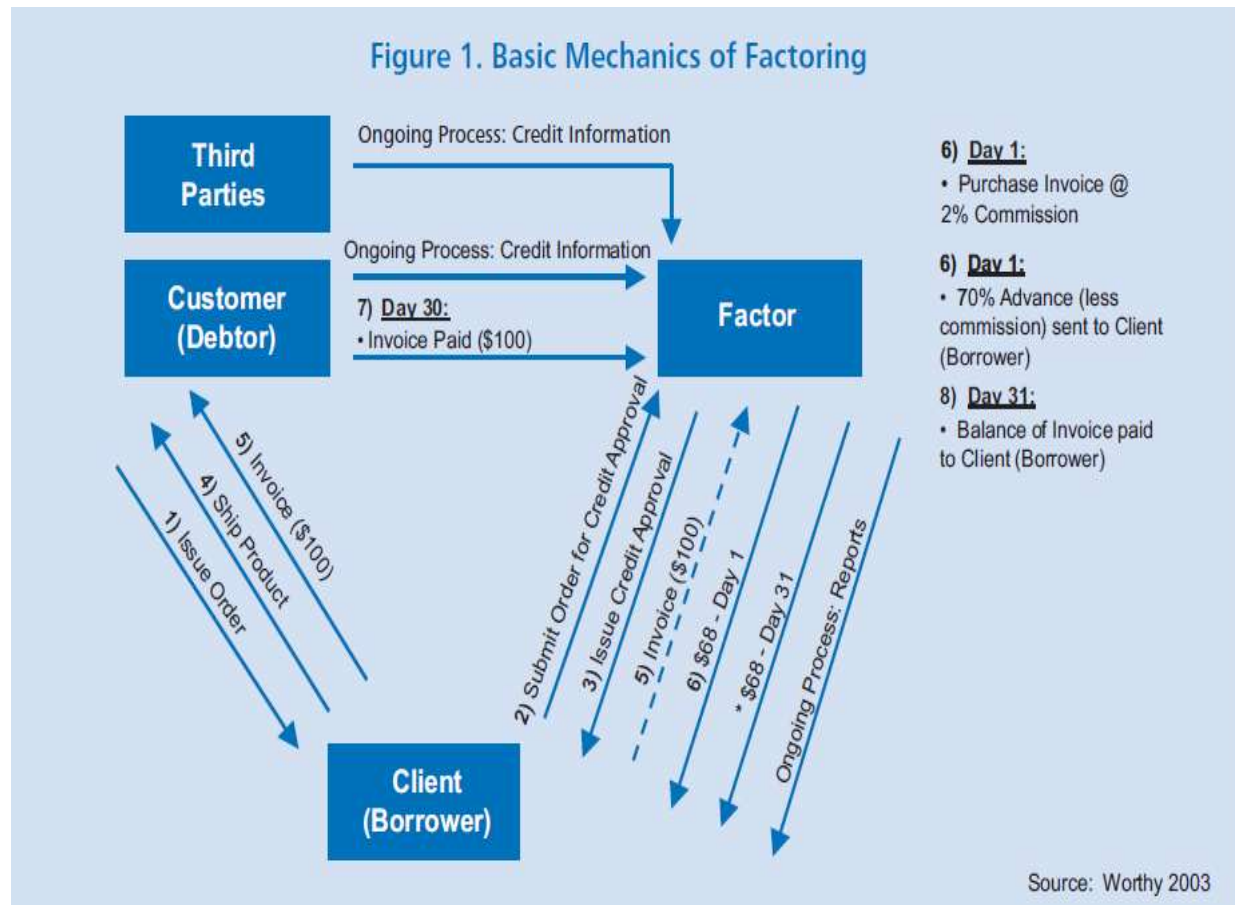 Figure 1. Basic Mechanics of Factoring
Third
Parties
Ongoing Process: Credit Information
Customer
(Debtor)
Ongoing Process: Credit Information
7) Day 30:
• Invoice Paid ($100)
Factor
6) Day 1:
• Purchase Invoice @
2% Commission
6) Day 1:
• 70% Advance (less
commission) sent to Client
(Borrower)
8) Day 31:
• Balance of Invoice paid
to Client (Borrower)
1) Issue Order
4) Ship Product
5) Invoice ($100)
2) Submit Order for Credit Approval
3) Issue Credit Approval
5) Invoice ($100)
6) $68 - Day 1
* $68 - Day 31
Ongoing Process: Reports
Client
(Borrower)
Source: Worthy 2003